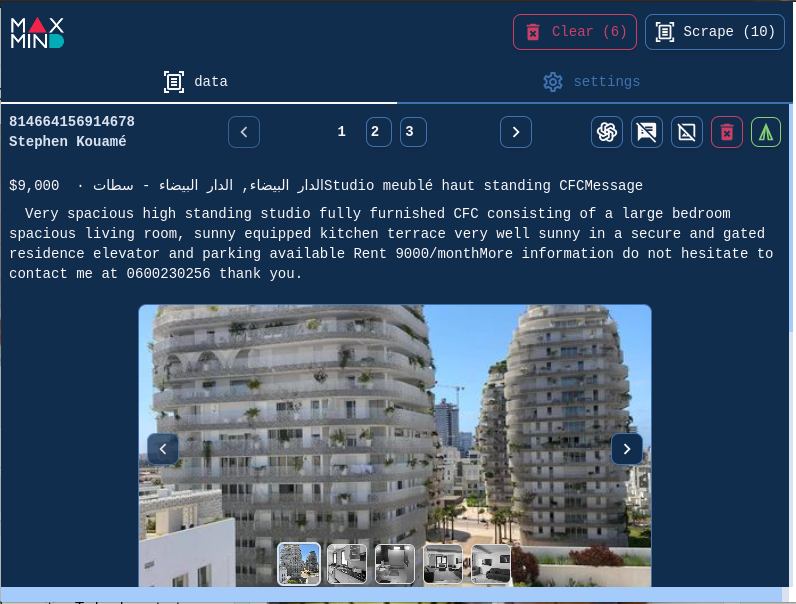 MAX
MIND
Clear (6)
Scrape (10)
data
settings
814664156914678
Stephen Kouamé
1
2
3
$9,000 · الدار البيضاء, الدار البيضاء - سطاتStudio meublé haut standing CFCMessage
Very spacious high standing studio fully furnished CFC consisting of a large bedroom
spacious living room, sunny equipped kitchen terrace very well sunny in a secure and gated
residence elevator and parking available Rent 9000/monthMore information do not hesitate to
contact me at 0600230256 thank you.